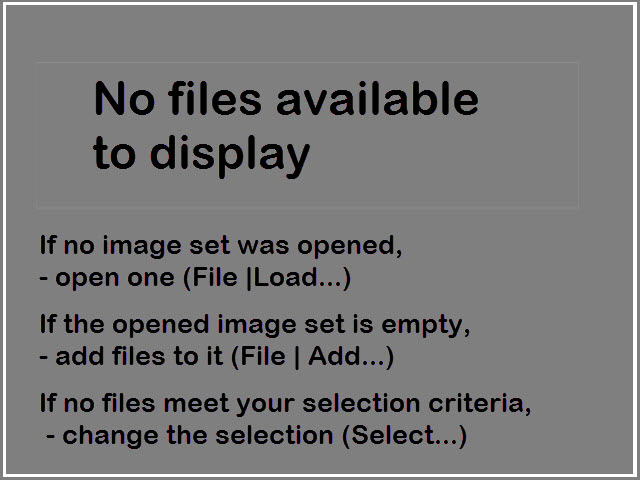 No files available
to display
If no image set was opened,
- open one (File |Load...)
If the opened image set is empty,
- add files to it (File | Add...)
If no files meet your selection criteria,
- change the selection (Select...)